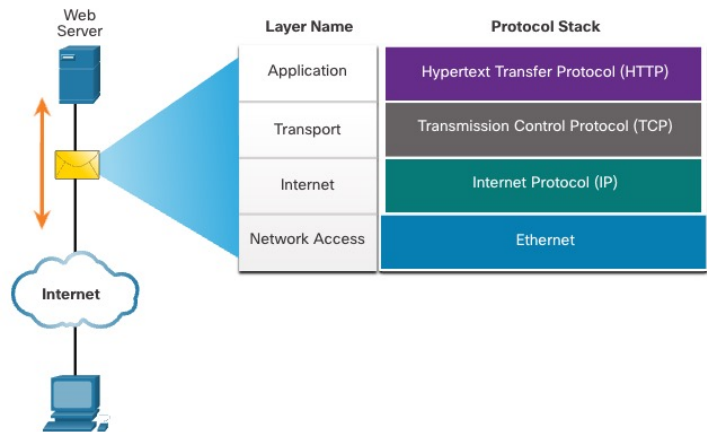 Web
Server
Layer Name
Protocol Stack
Application
Hypertext Transfer Protocol (HTTP)
Transport
Transmission Control Protocol (TCP)
Internet
Internet Protocol (IP)
Network Access
Ethernet
Internet